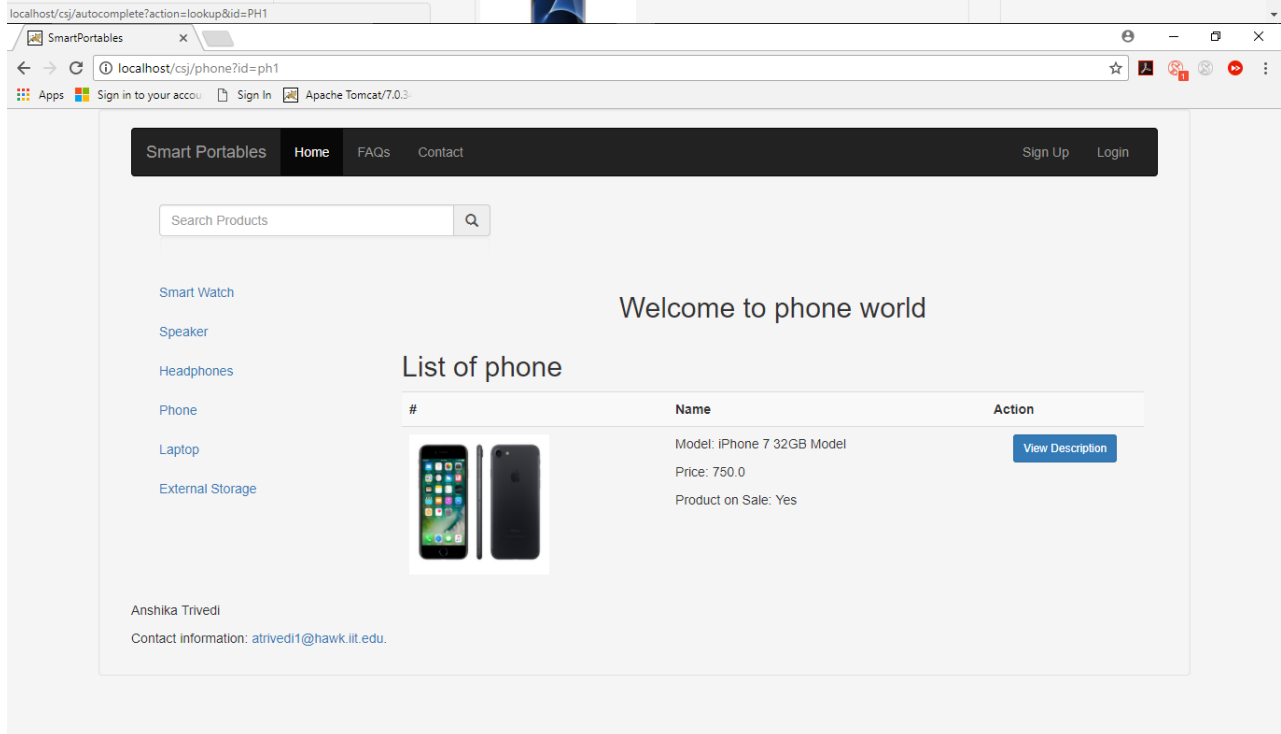 localhost/csj/autocomplete?action=lookup&id=PH1
SmartPortables
localhost/csj/phone?id=ph1
1
Apps Sign in to your accou Sign In Apache Tomcat/7.0.3
Smart Portables Home FAQs Contact Sign Up Login
Search Products
Smart Watch
Welcome to phone world
Speaker
List of phone
Headphones
Phone
# Name Action
Laptop
Model: iPhone 7 32GB Model View Description
Price: 750.0
External Storage
Product on Sale: Yes
Anshika Trivedi
Contact information: atrivedi1@hawk.iit.edu.